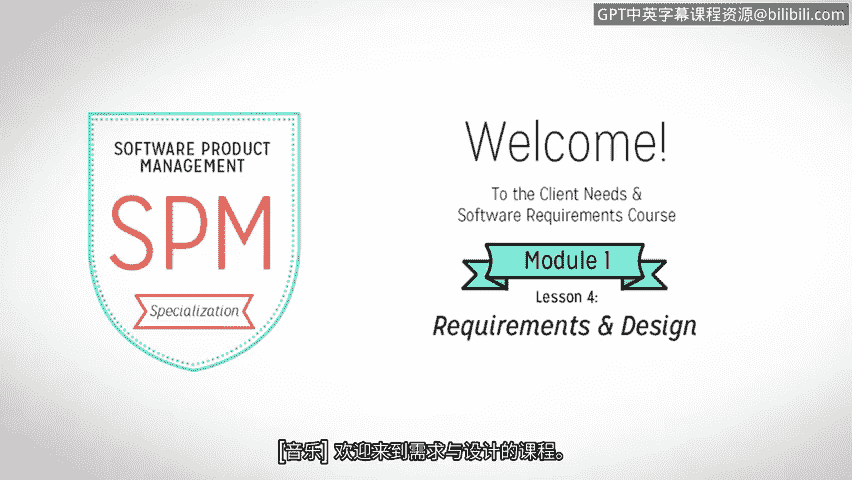 GPT中英字幕课程资源@bilibili.com
SOFTWARE PRODUCT
MANAGEMENT
SPM
Specialization
Welcome!
To the Client Needs &
Software Requirements Course
Module 1
Lesson 4:
Requirements & Design
[音乐] 欢迎来到需求与设计的课程。